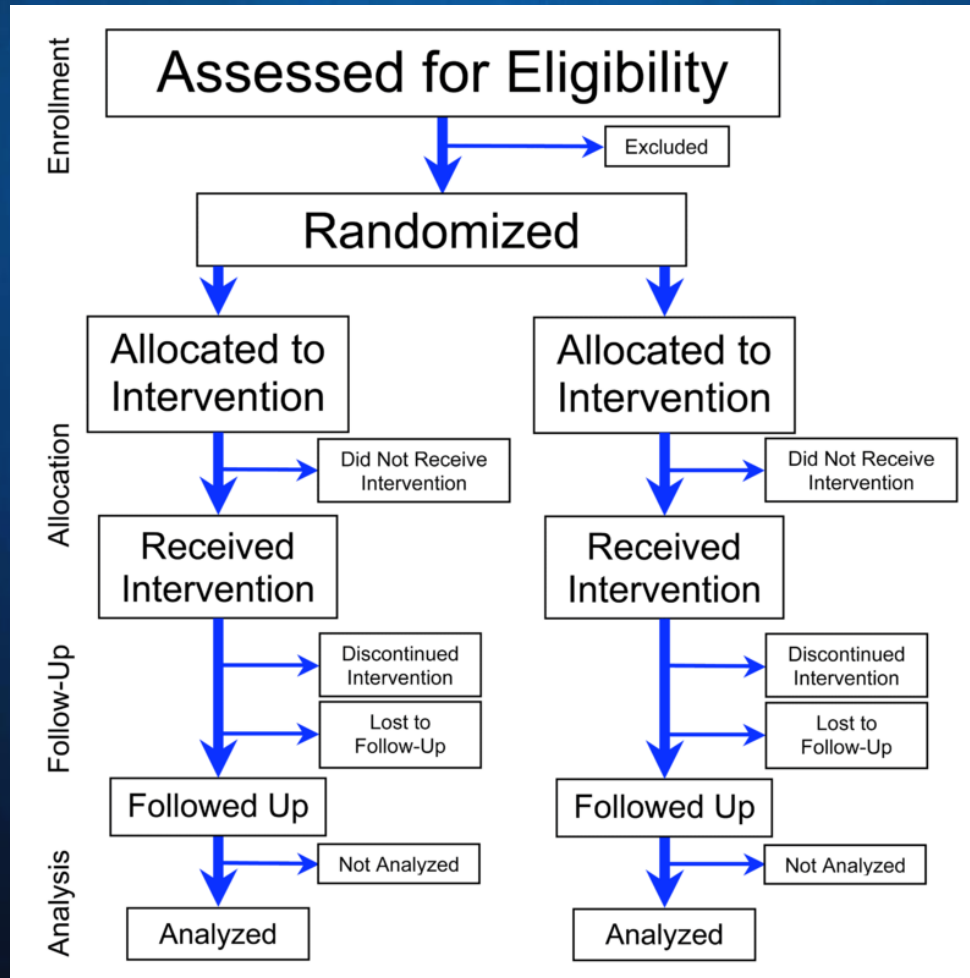 Enrollment
Assessed for Eligibility
Excluded
Randomized
Allocation
Allocated to
Intervention
Allocated to
Intervention
Did Not Receive
Intervention
Did Not Receive
Intervention
Received
Intervention
Received
Intervention
Follow-Up
Discontinued
Intervention
Discontinued
Intervention
Lost to
Follow-Up
Lost to
Follow-Up
Followed Up
Followed Up
Analysis
Not Analyzed
Not Analyzed
Analyzed
Analyzed